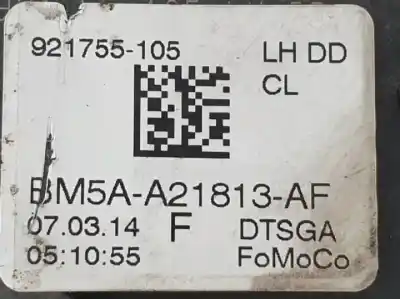 921755-105 LH DD
CL
BM5A-A21813-AF
07.03.14 F DTSGA
05:10:55 FoMoCo